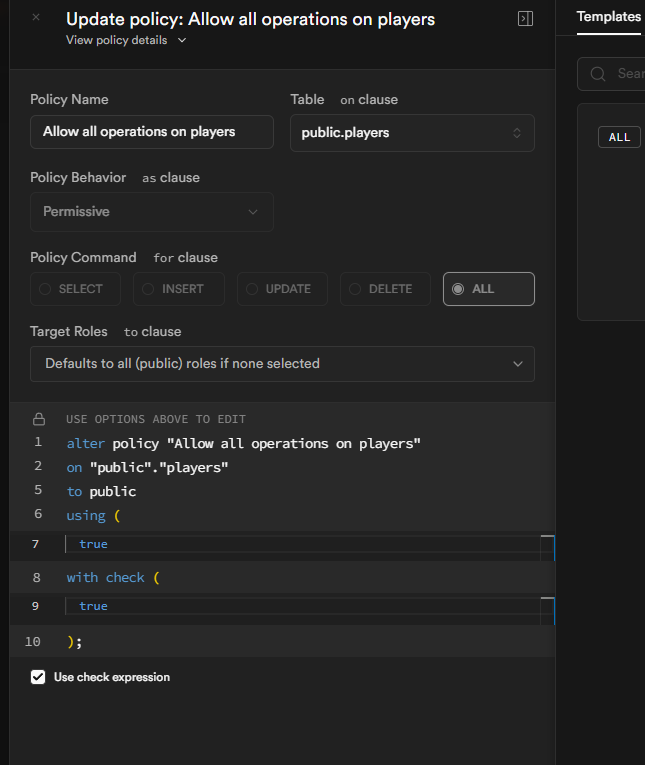 Update policy: Allow all operations on players
View policy details
Templates
Policy Name
Table on clause
Allow all operations on players
public.players
Policy Behavior as clause
Permissive
Policy Command for clause
SELECT
INSERT
UPDATE
DELETE
ALL
Target Roles to clause
Defaults to all (public) roles if none selected
USE OPTIONS ABOVE TO EDIT
1 alter policy "Allow all operations on players"
2 on "public"."players"
5 to public
6 using (
7 true
8 with check (
9 true
10 );
Use check expression
Sear
ALL